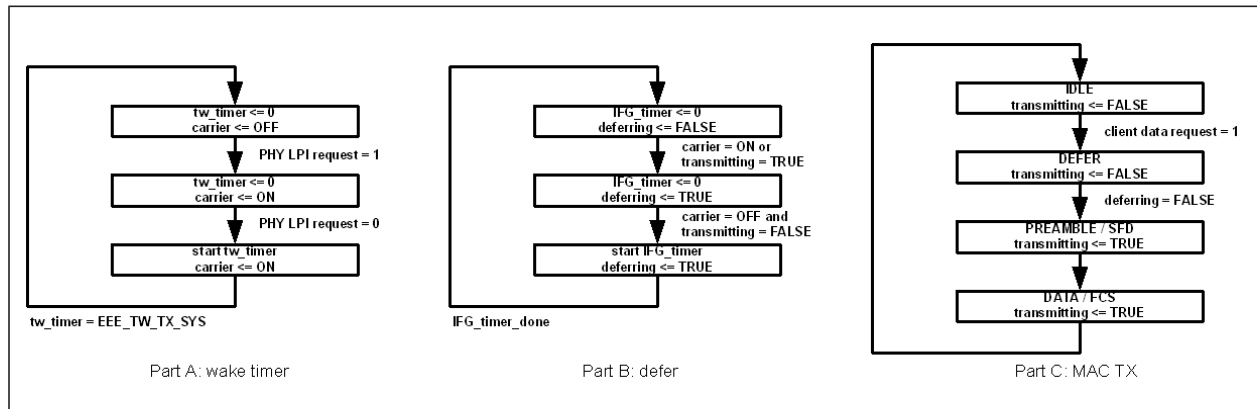 tw_timer <= 0
carrier <= OFF
PHY LPI request = 1
tw_timer <= 0
carrier <= ON
PHY LPI request = 0
start tw_timer
carrier <= ON
tw_timer = EEE_TW_TX_SYS
Part A: wake timer
IFG_timer <= 0
deferring <= FALSE
carrier = ON or
transmitting = TRUE
IFG_timer <= 0
deferring <= TRUE
carrier = OFF and
transmitting = FALSE
start IFG_timer
deferring <= TRUE
IFG_timer_done
Part B: defer
IDLE
transmitting <= FALSE
client data request = 1
DEFER
transmitting <= FALSE
deferring = FALSE
PREAMBLE / SFD
transmitting <= TRUE
DATA / FCS
transmitting <= TRUE
Part C: MAC TX